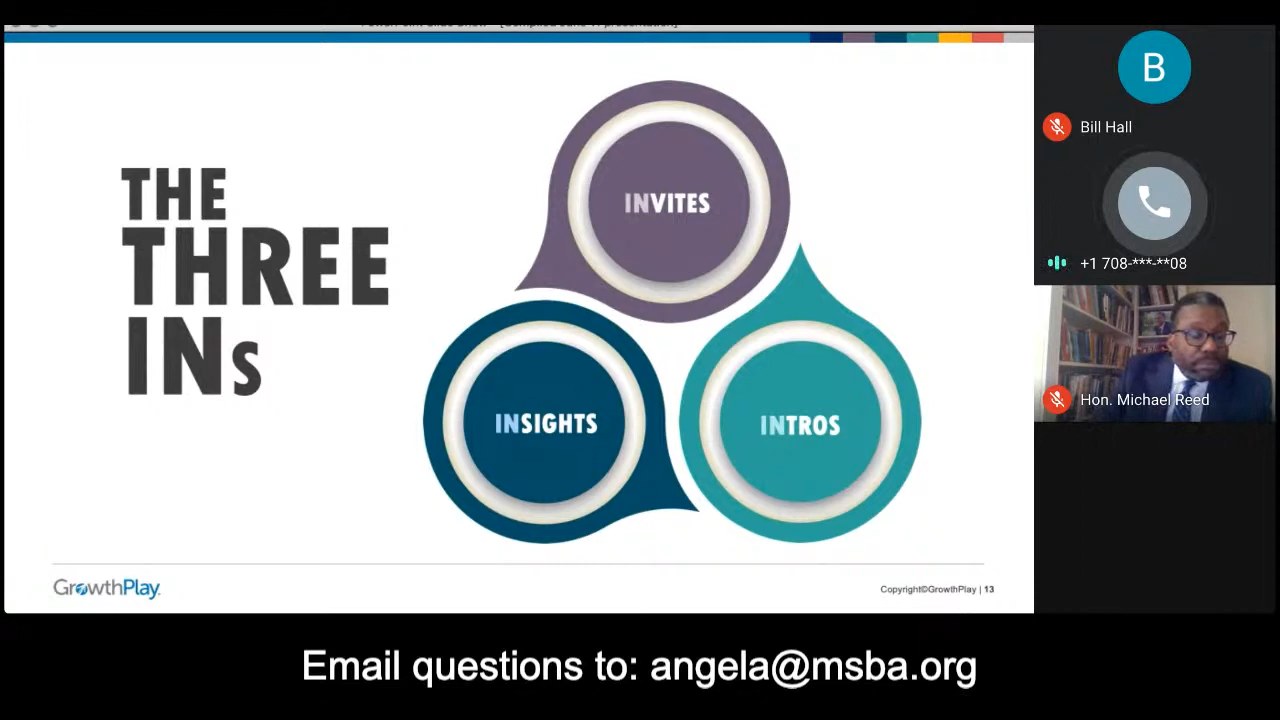 THE
THREE
INs
INVITES
INSIGHTS
INTROS
GrowthPlay
Copyright©GrowthPlay | 13
B
Bill Hall
+1 708-***-**08
Hon. Michael Reed
Email questions to: angela@msba.org